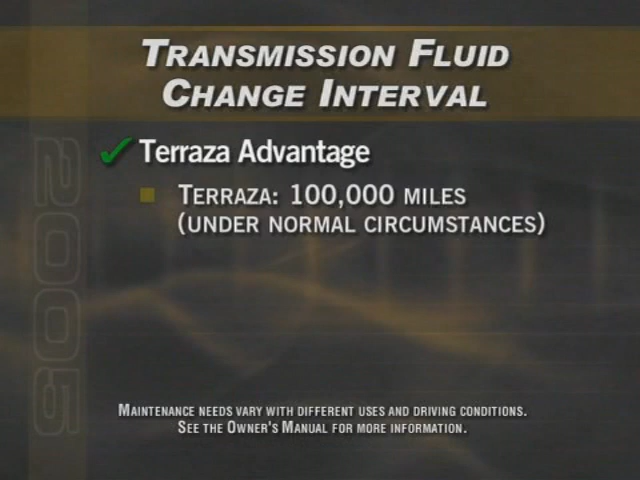 TRANSMISSION FLUID
CHANGE INTERVAL
Terraza Advantage
TERRAZA: 100,000 MILES
(UNDER NORMAL CIRCUMSTANCES)
2005
MAINTENANCE NEEDS VARY WITH DIFFERENT USES AND DRIVING CONDITIONS.
SEE THE OWNER'S MANUAL FOR MORE INFORMATION.